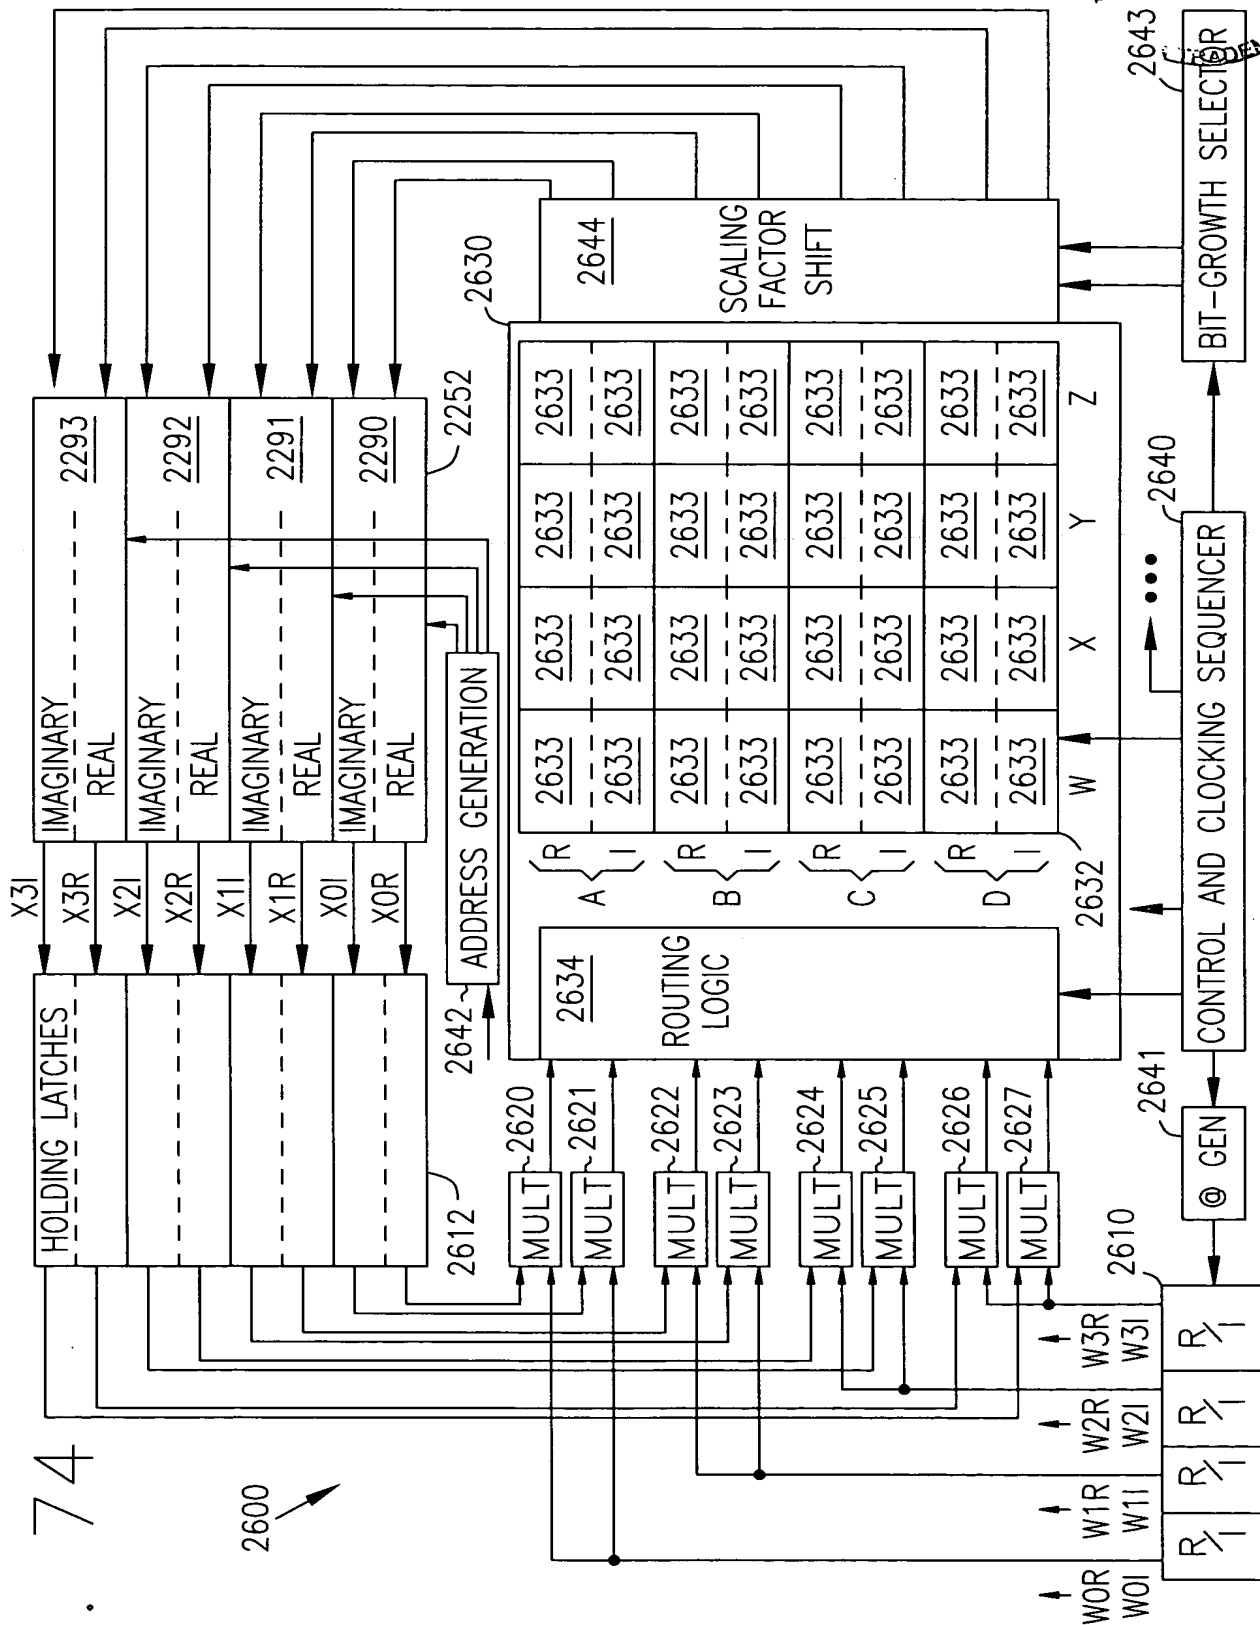 74
2600
HOLDING LATCHES
2612
X3I
X3R
X2I
X2R
X1I
X1R
X0I
X0R
IMAGINARY
REAL
2293
IMAGINARY
REAL
2292
IMAGINARY
REAL
2291
IMAGINARY
REAL
2290
2252
2642
ADDRESS GENERATION
MULT
2620
MULT
2621
MULT
2622
MULT
2623
MULT
2624
MULT
2625
MULT
2626
MULT
2627
2634
ROUTING
LOGIC
2630
A
R
I
B
R
I
C
R
I
D
R
I
2633 2633 2633 2633
2633 2633 2633 2633
2633 2633 2633 2633
2633 2633 2633 2633
2633 2633 2633 2633
2633 2633 2633 2633
2633 2633 2633 2633
2633 2633 2633 2633
W X Y Z
2632
2644
SCALING
FACTOR
SHIFT
W0R
W0I
W1R
W1I
W2R
W2I
W3R
W3I
2610
R/I
R/I
R/I
R/I
2641
@ GEN
2640
CONTROL AND CLOCKING SEQUENCER
2643
BIT-GROWTH SELECTOR